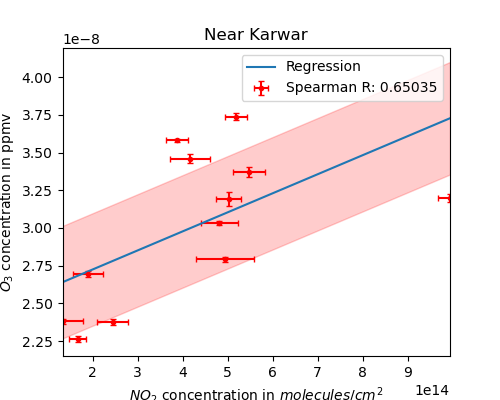 Near Karwar
1e−8
Regression
Spearman R: 0.65035
4.00
3.75
3.50
3.25
3.00
2.75
2.50
2.25
O₃ concentration in ppmv
2 3 4 5 6 7 8 9
1e14
NO₂ concentration in molecules/cm²